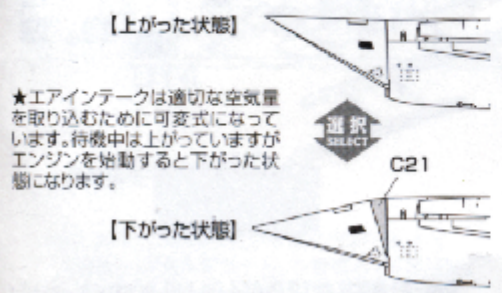 【上がった状態】
★エアインテークは適切な空気量
を取り込むために可変式になって
います。待機中は上がっていますが
エンジンを始動すると下がった状
態になります。
選択
SELECT
C21
【下がった状態】